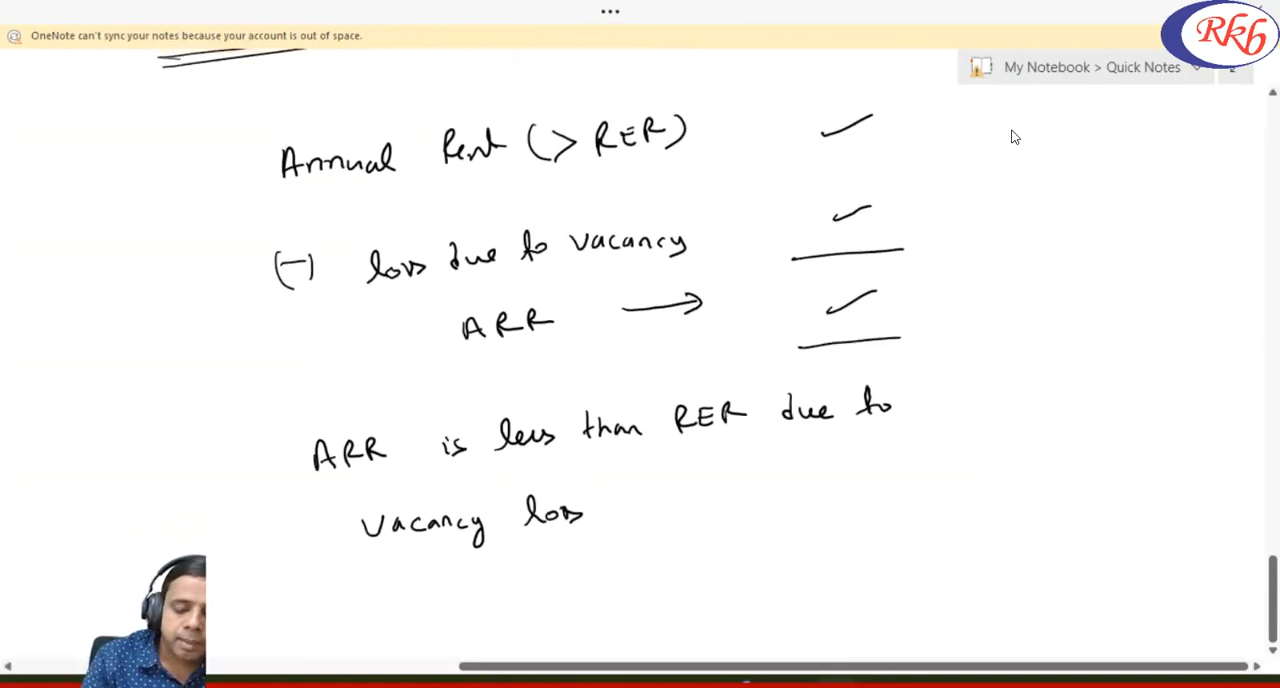 OneNote can't sync your notes because your account is out of space.
Rkb
My Notebook > Quick Notes
Annual Rent (> RER)
(-) loss due to vacancy
ARR →
ARR is less than RER due to
vacancy loss